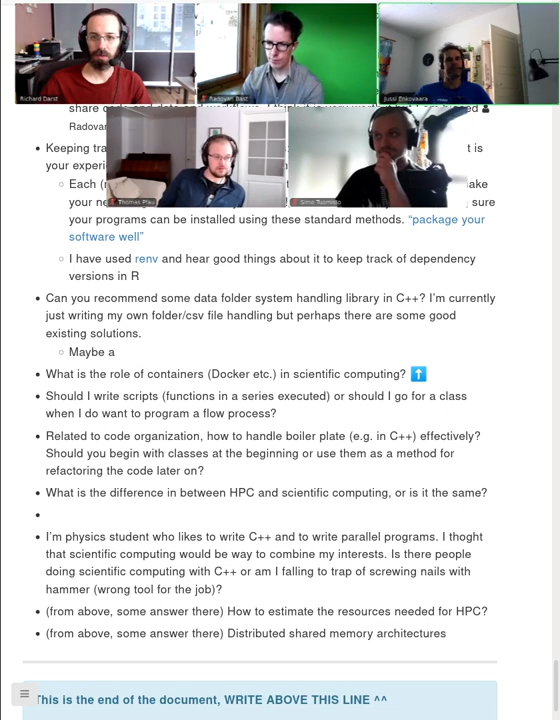 Richard Darst
Radovan Bast
Jussi Enkovaara
share
Radovan
Thomas Pfau
Simo Tuomisto
Keeping tra
t is
your experi
Each (
ake
your ne
sure
your programs can be installed using these standard methods. “package your
software well”
I have used renv and hear good things about it to keep track of dependency
versions in R
Can you recommend some data folder system handling library in C++? I’m currently
just writing my own folder/csv file handling but perhaps there are some good
existing solutions.
Maybe a
What is the role of containers (Docker etc.) in scientific computing?
Should I write scripts (functions in a series executed) or should I go for a class
when I do want to program a flow process?
Related to code organization, how to handle boiler plate (e.g. in C++) effectively?
Should you begin with classes at the beginning or use them as a method for
refactoring the code later on?
What is the difference in between HPC and scientific computing, or is it the same?
I’m physics student who likes to write C++ and to write parallel programs. I thoght
that scientific computing would be way to combine my interests. Is there people
doing scientific computing with C++ or am I falling to trap of screwing nails with
hammer (wrong tool for the job)?
(from above, some answer there) How to estimate the resources needed for HPC?
(from above, some answer there) Distributed shared memory architectures
This is the end of the document, WRITE ABOVE THIS LINE ^^